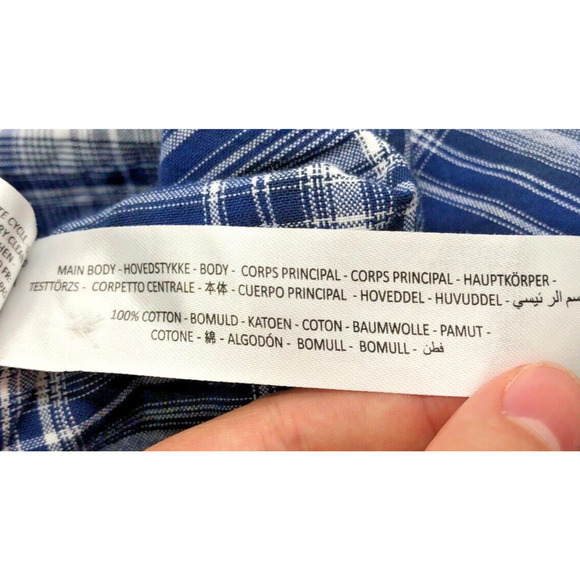 MAIN BODY - HOVEDSTYKKE - BODY - CORPS PRINCIPAL - CORPS PRINCIPAL - HAUPTKÖRPER -
TESTTÖRZS - CORPETTO CENTRALE - 本体 - CUERPO PRINCIPAL - HOVEDDEL - HUVUDDEL - سم الرئيسي
100% COTTON - BOMULD - KATOEN - COTON - BAUMWOLLE - PAMUT -
COTONE - 綿 - ALGODÓN - BOMULL - BOMULL - قطن